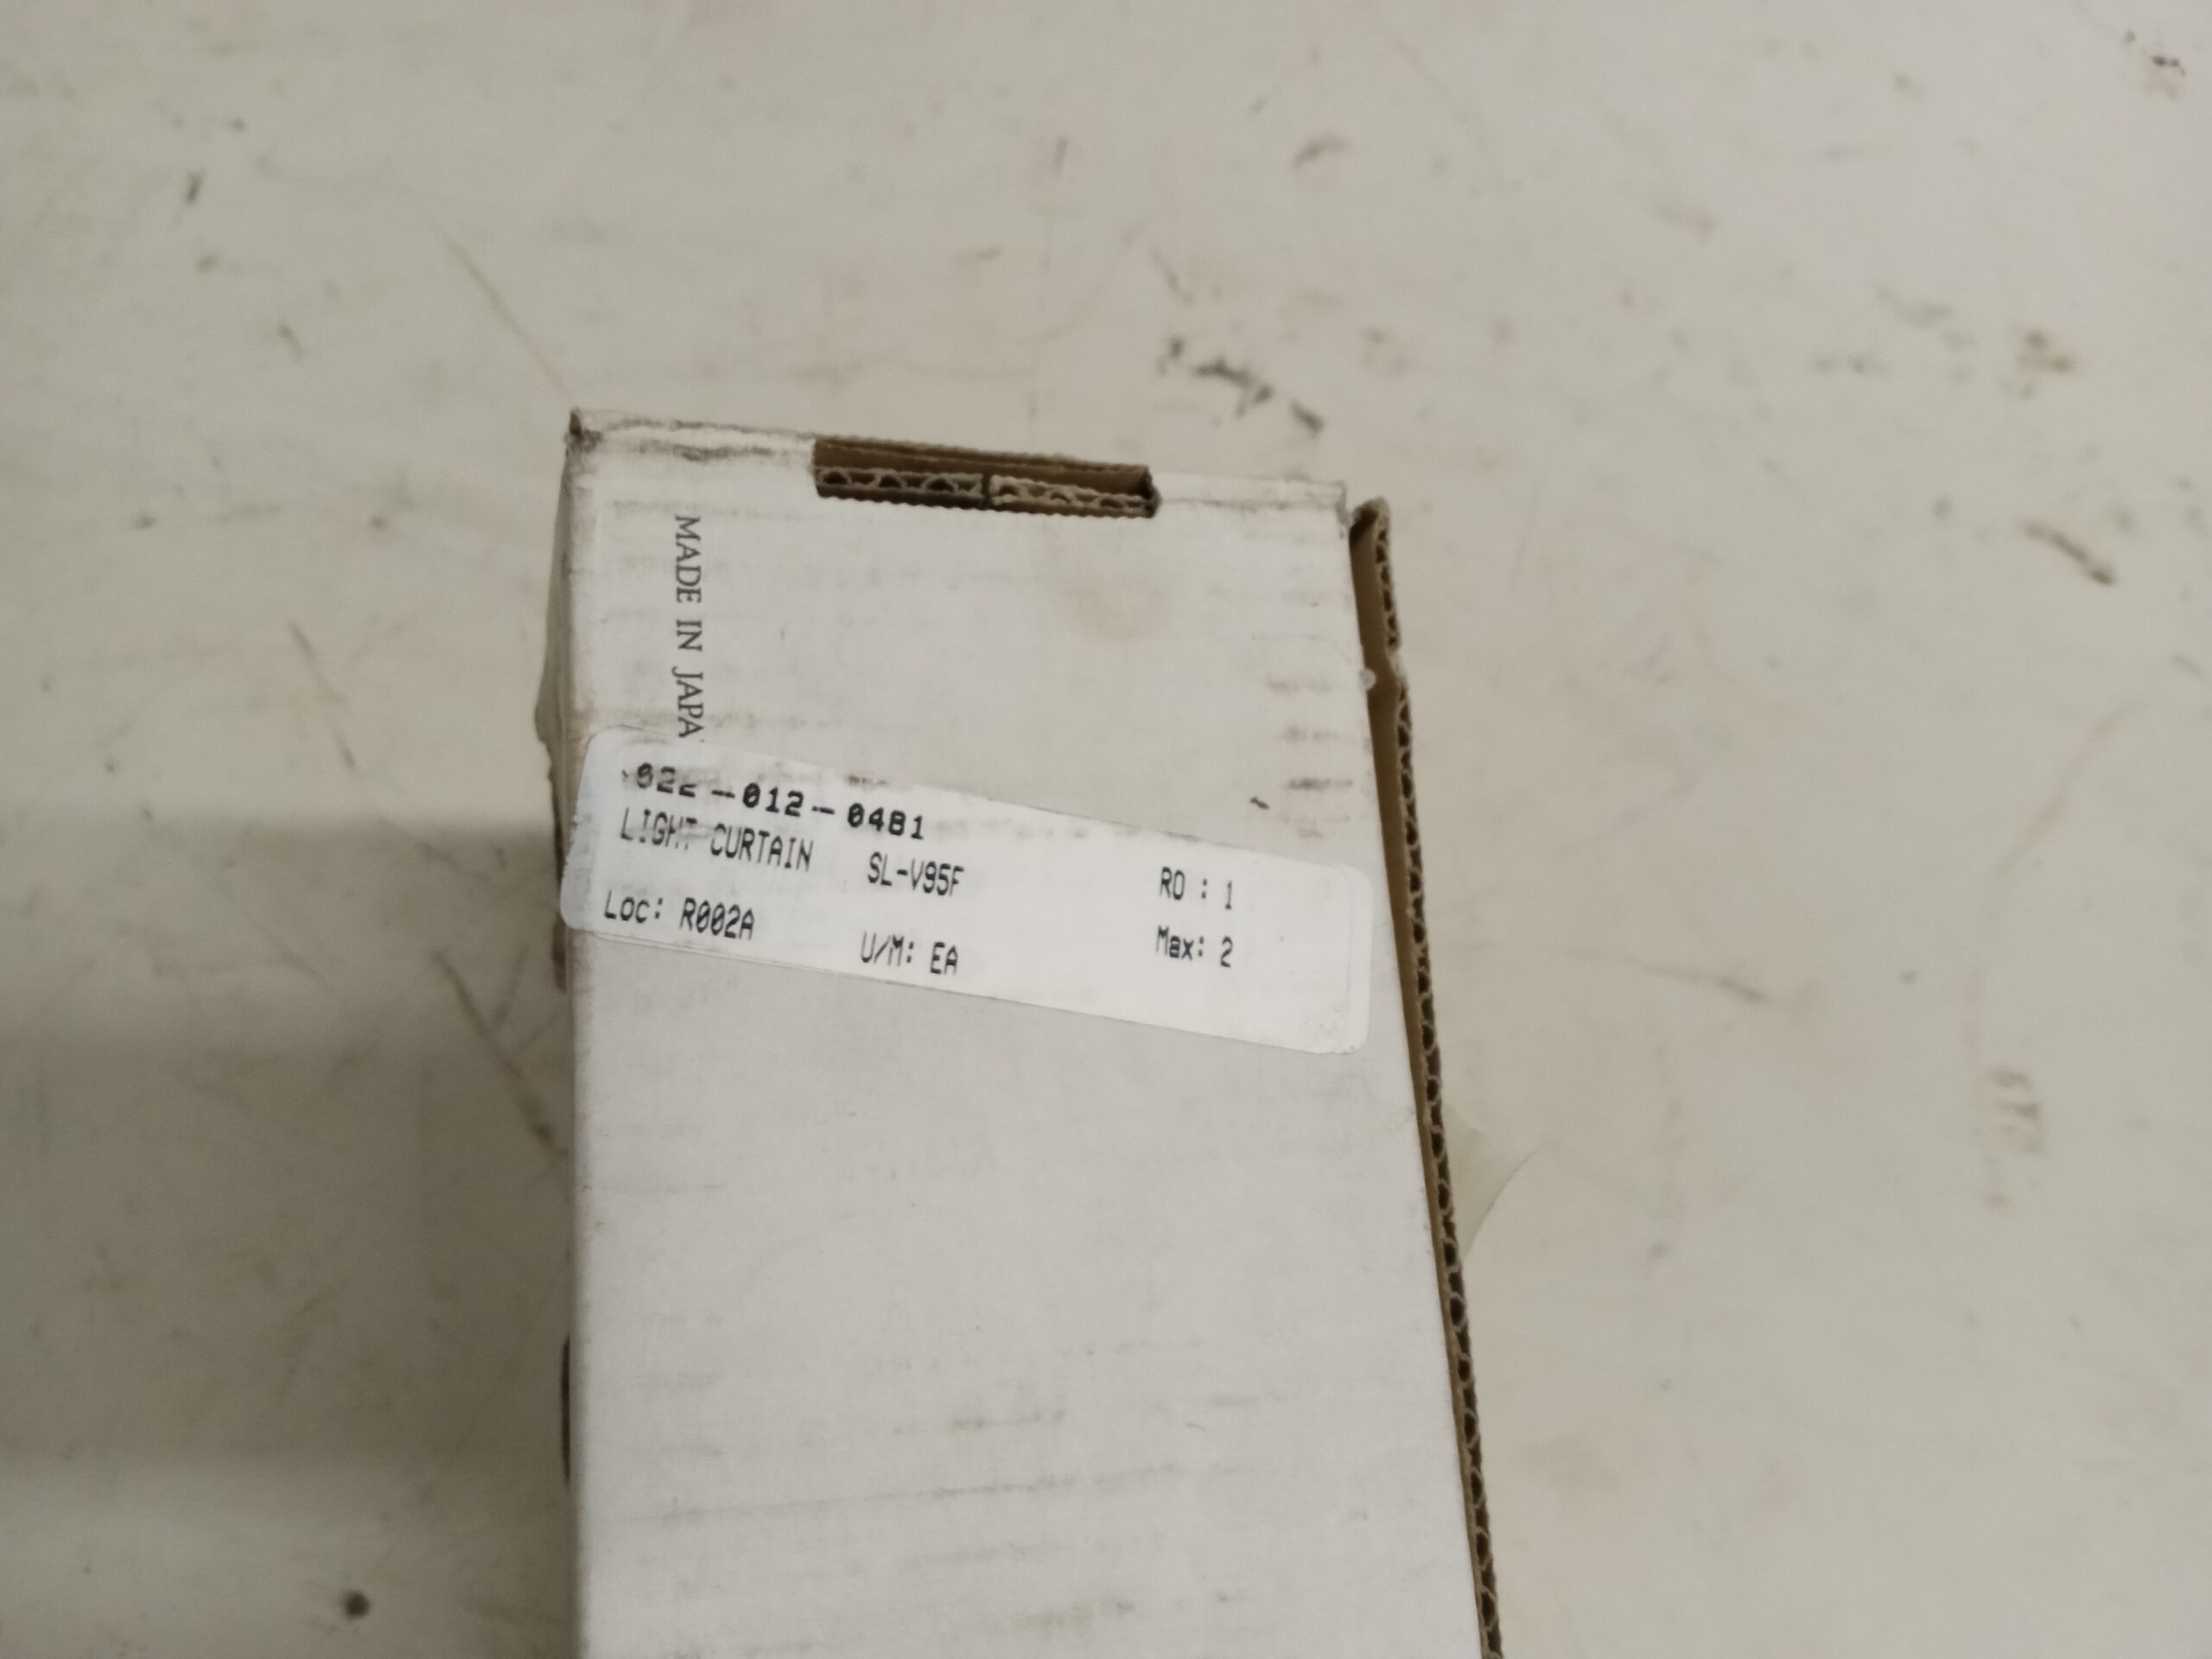 MADE IN JAPA
022-012-0481
LIGHT CURTAIN SL-V95F
RO : 1
Loc: R002A
U/M: EA
Max: 2